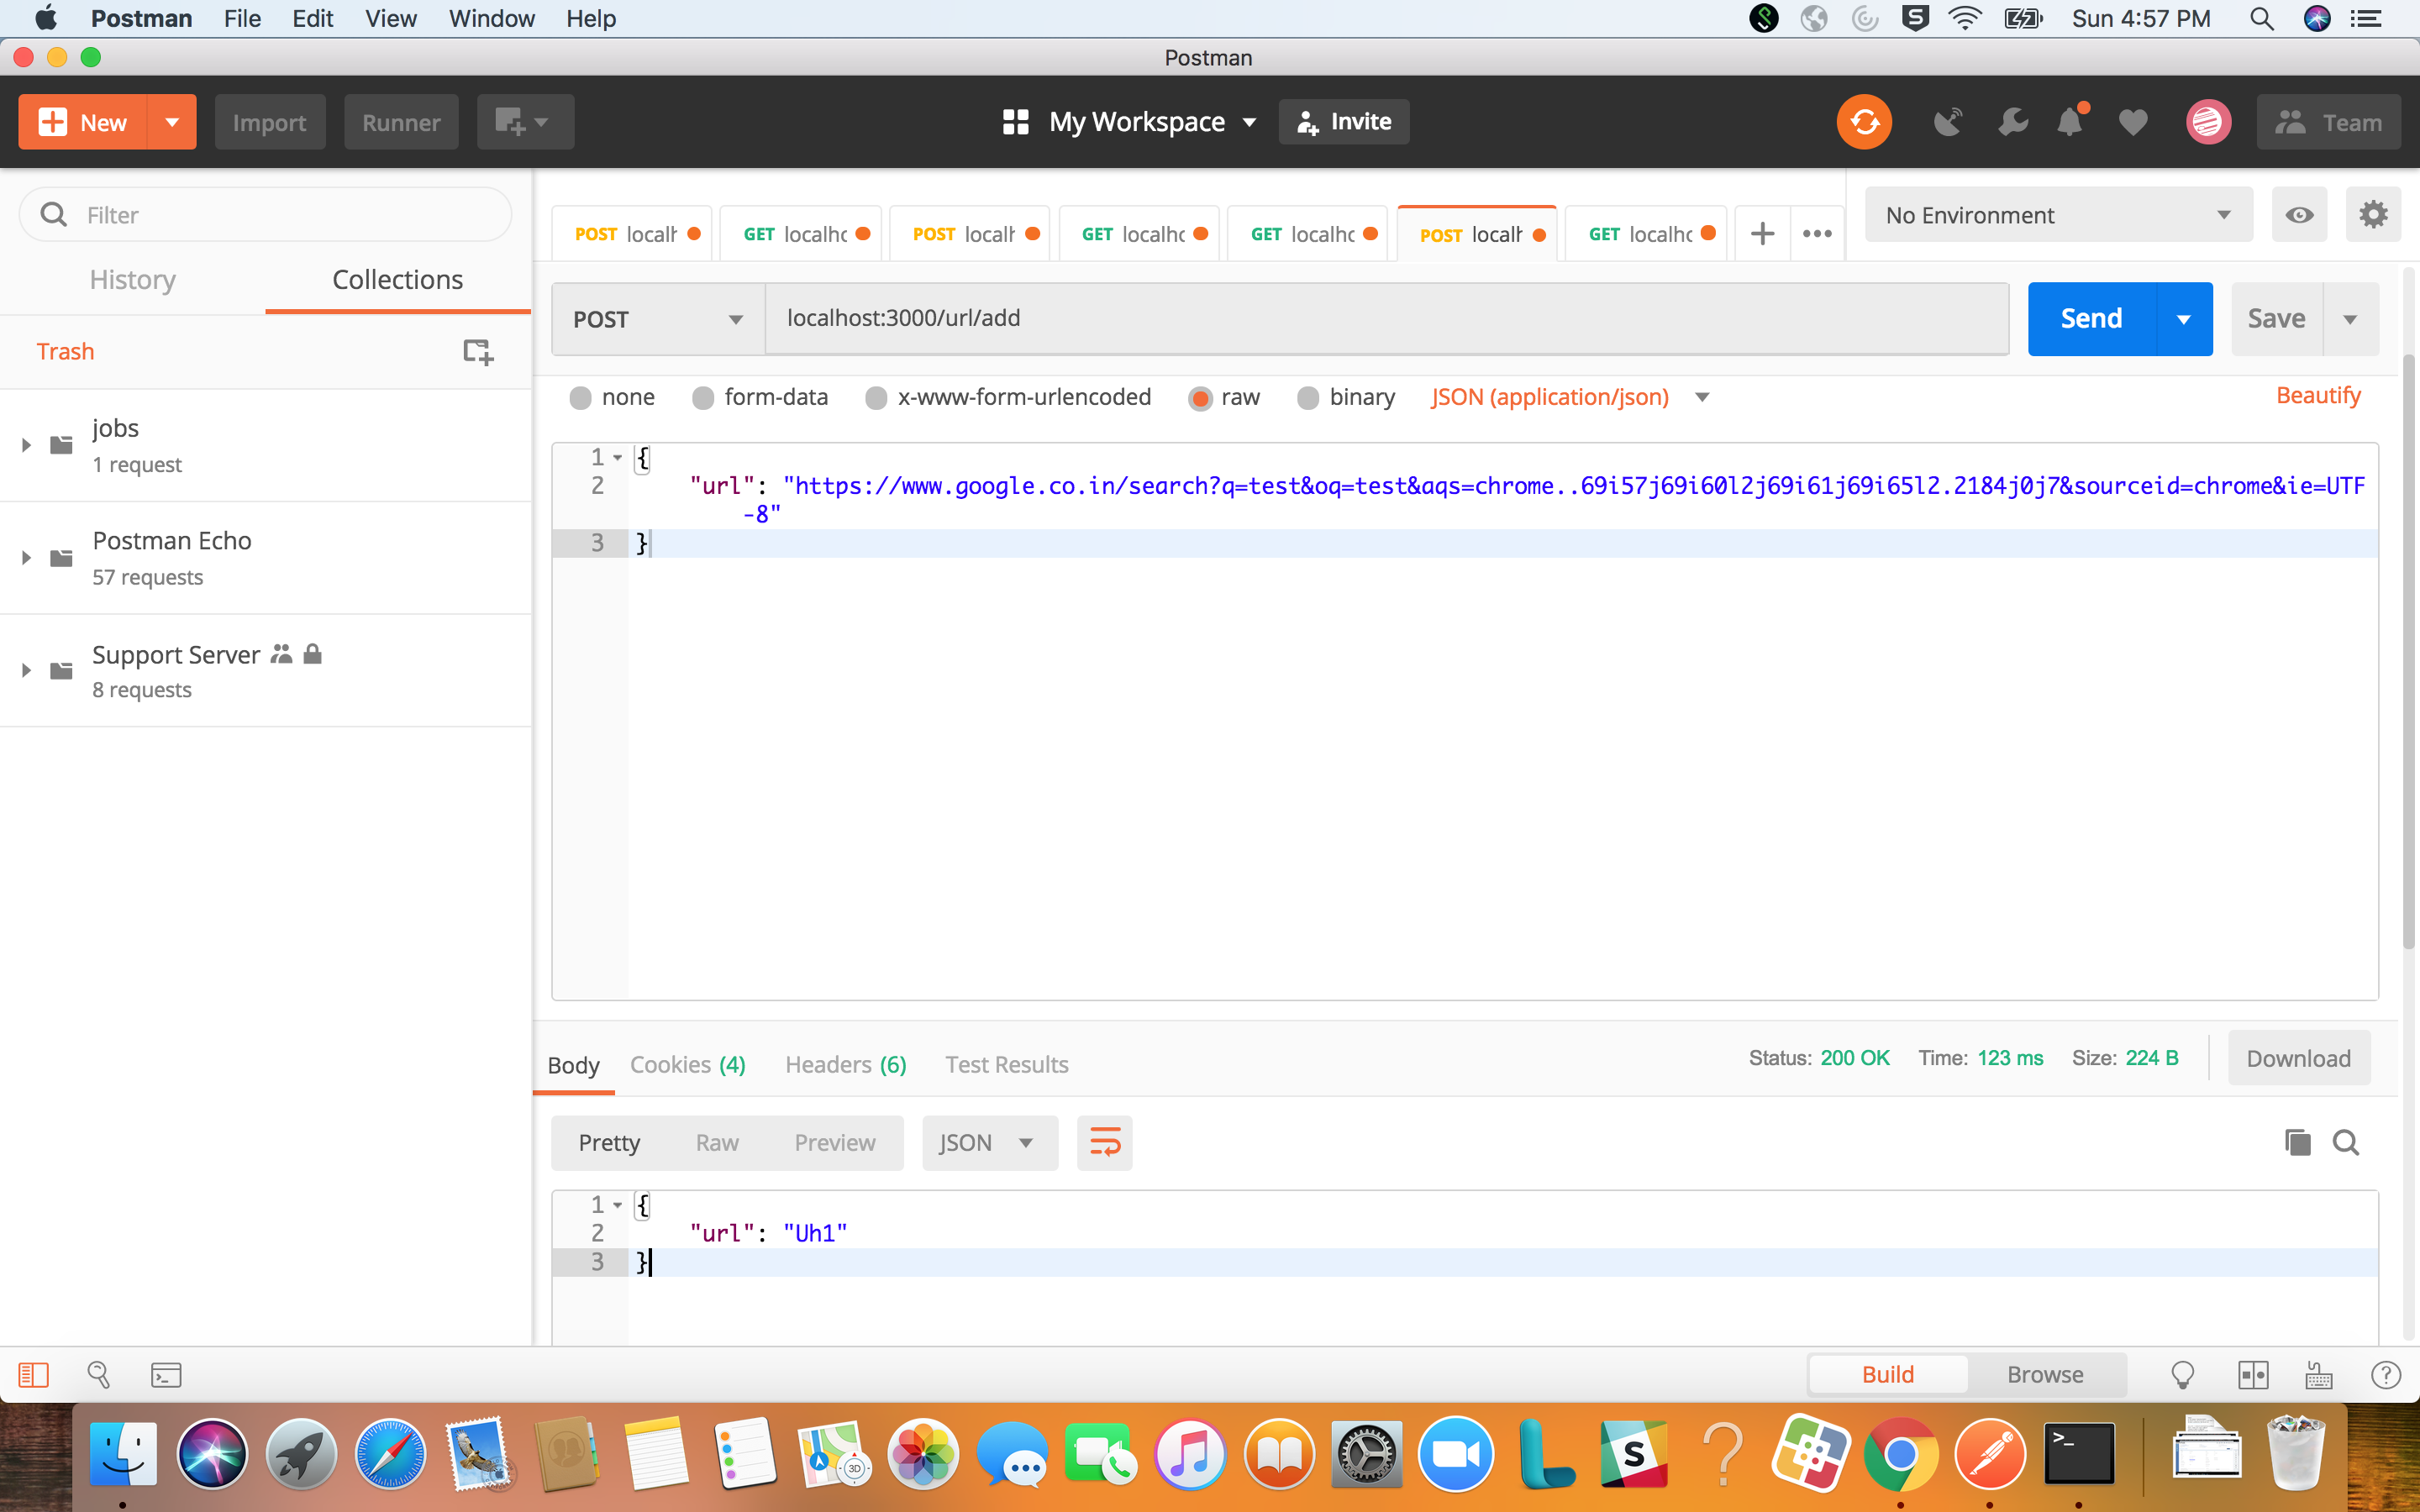 Postman File Edit View Window Help Sun 4:57 PM
Postman
New Import Runner My Workspace Invite Team
Filter
History Collections
Trash
jobs
1 request
Postman Echo
57 requests
Support Server
8 requests
POST localh GET localhc POST localh GET localhc GET localhc POST localh GET localhc No Environment
POST localhost:3000/url/add Send Save
none form-data x-www-form-urlencoded raw binary JSON (application/json) Beautify
1 {
2 "url": "https://www.google.co.in/search?q=test&oq=test&aqs=chrome..69i57j69i60l2j69i61j69i65l2.2184j0j7&sourceid=chrome&ie=UTF
-8"
3 }
Body Cookies (4) Headers (6) Test Results Status: 200 OK Time: 123 ms Size: 224 B Download
Pretty Raw Preview JSON
1 {
2 "url": "Uh1"
3 }
Build Browse
3D
S
>_